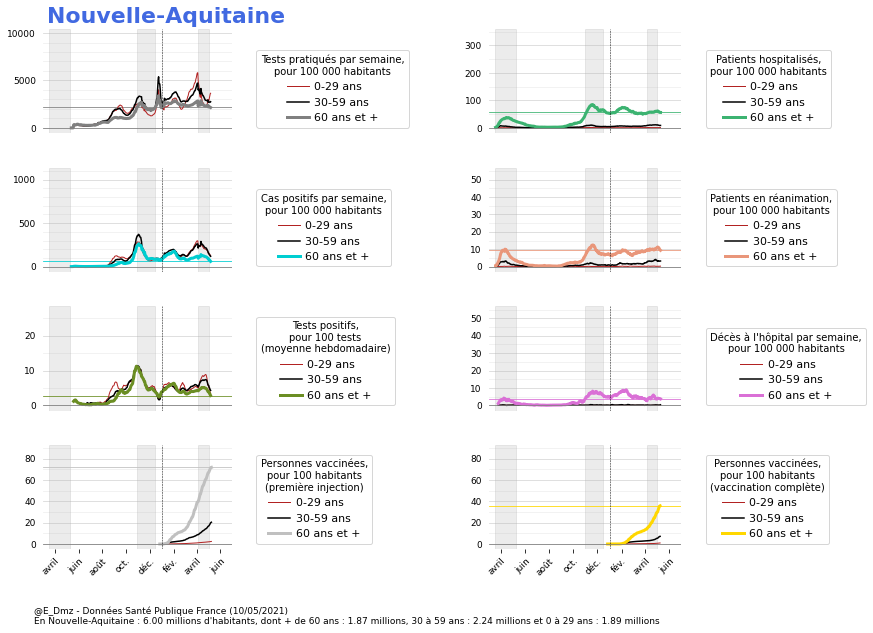 Nouvelle-Aquitaine
10000
5000
0
Tests pratiqués par semaine,
pour 100 000 habitants
0-29 ans
30-59 ans
60 ans et +
300
200
100
0
Patients hospitalisés,
pour 100 000 habitants
0-29 ans
30-59 ans
60 ans et +
1000
500
0
Cas positifs par semaine,
pour 100 000 habitants
0-29 ans
30-59 ans
60 ans et +
50
40
30
20
10
0
Patients en réanimation,
pour 100 000 habitants
0-29 ans
30-59 ans
60 ans et +
20
10
0
Tests positifs,
pour 100 tests
(moyenne hebdomadaire)
0-29 ans
30-59 ans
60 ans et +
50
40
30
20
10
0
Décès à l'hôpital par semaine,
pour 100 000 habitants
0-29 ans
30-59 ans
60 ans et +
80
60
40
20
0
avril
juin
août
oct.
déc.
fév.
avril
juin
Personnes vaccinées,
pour 100 habitants
(première injection)
0-29 ans
30-59 ans
60 ans et +
80
60
40
20
0
avril
juin
août
oct.
déc.
fév.
avril
juin
Personnes vaccinées,
pour 100 habitants
(vaccination complète)
0-29 ans
30-59 ans
60 ans et +
@E_Dmz - Données Santé Publique France (10/05/2021)
En Nouvelle-Aquitaine : 6.00 millions d'habitants, dont + de 60 ans : 1.87 millions, 30 à 59 ans : 2.24 millions et 0 à 29 ans : 1.89 millions